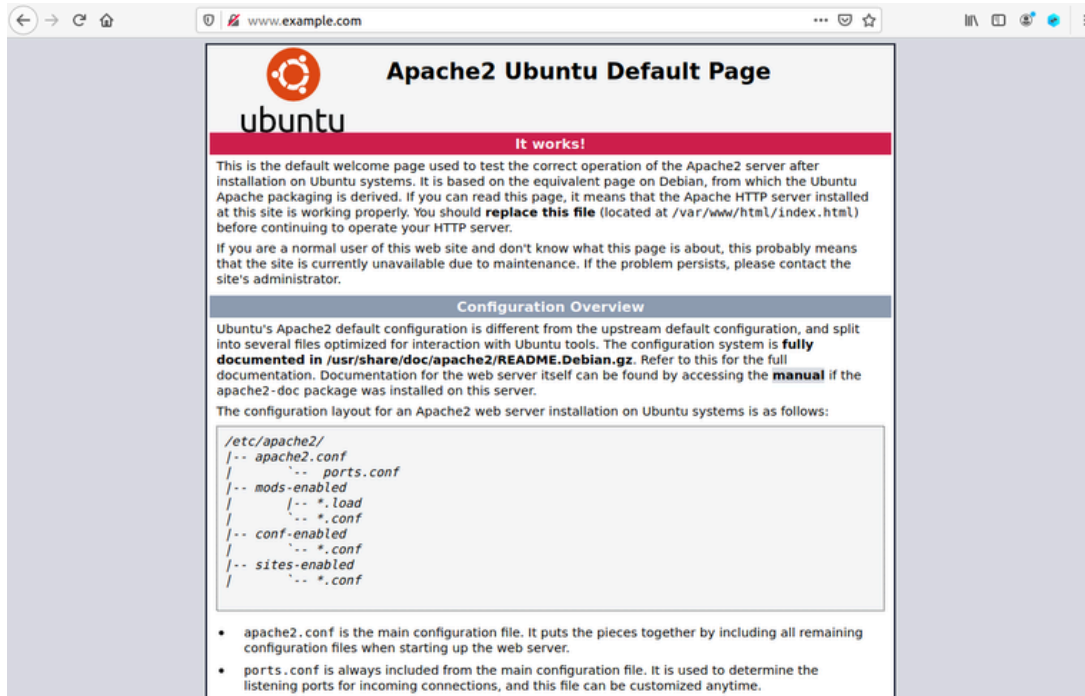 www.example.com
ubuntu
Apache2 Ubuntu Default Page
It works!
This is the default welcome page used to test the correct operation of the Apache2 server after
installation on Ubuntu systems. It is based on the equivalent page on Debian, from which the Ubuntu
Apache packaging is derived. If you can read this page, it means that the Apache HTTP server installed
at this site is working properly. You should replace this file (located at /var/www/html/index.html)
before continuing to operate your HTTP server.
If you are a normal user of this web site and don't know what this page is about, this probably means
that the site is currently unavailable due to maintenance. If the problem persists, please contact the
site's administrator.
Configuration Overview
Ubuntu's Apache2 default configuration is different from the upstream default configuration, and split
into several files optimized for interaction with Ubuntu tools. The configuration system is fully
documented in /usr/share/doc/apache2/README.Debian.gz. Refer to this for the full
documentation. Documentation for the web server itself can be found by accessing the manual if the
apache2-doc package was installed on this server.
The configuration layout for an Apache2 web server installation on Ubuntu systems is as follows:
/etc/apache2/
|-- apache2.conf
|       `--  ports.conf
|-- mods-enabled
|       |-- *.load
|       `-- *.conf
|-- conf-enabled
|       `-- *.conf
|-- sites-enabled
|       `-- *.conf
• apache2.conf is the main configuration file. It puts the pieces together by including all remaining
configuration files when starting up the web server.
• ports.conf is always included from the main configuration file. It is used to determine the
listening ports for incoming connections, and this file can be customized anytime.